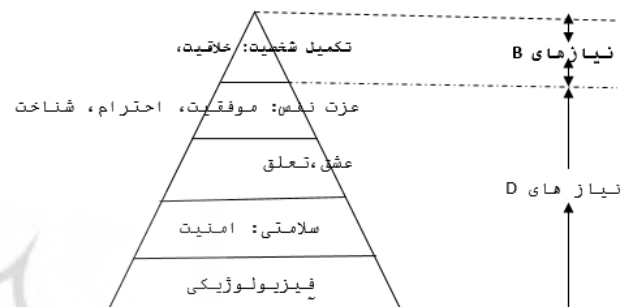 تکمیل شخصیت: خلاقیت،
نیازهای B
عزت نفس: موفقیت، احترام، شناخت
عشق،تعلق
نیاز های D
سلامتی: امنیت
فیزیولوژیکی